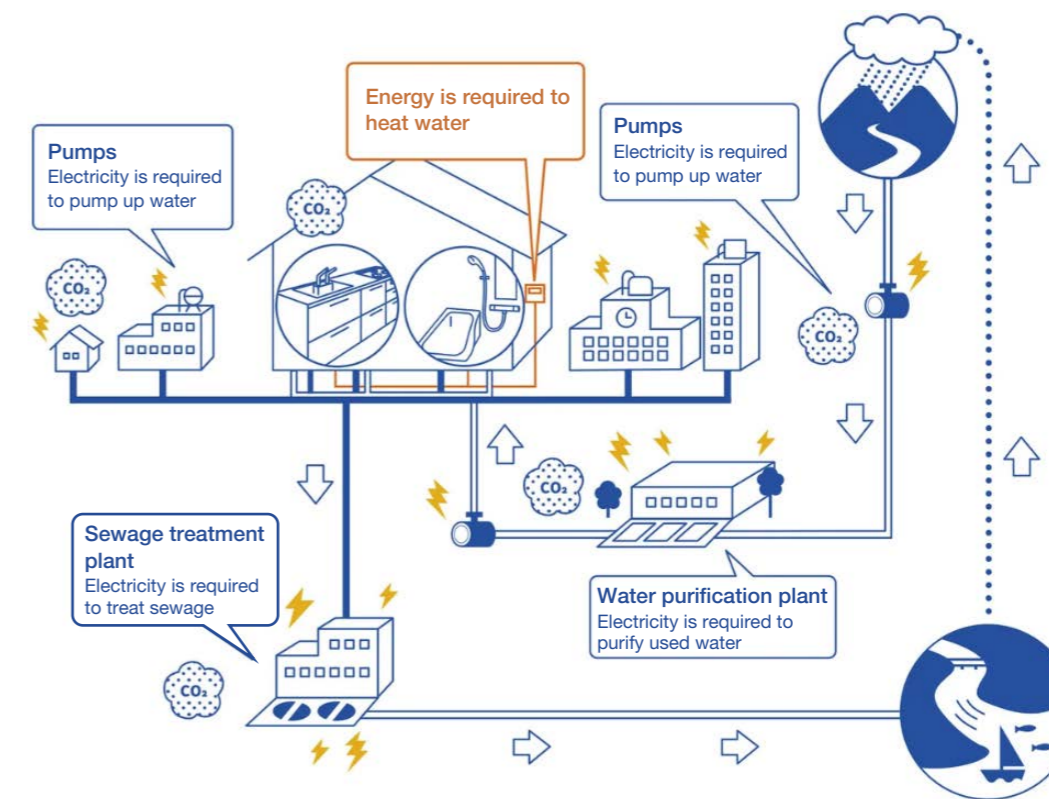 Energy is required to
heat water
Pumps
Electricity is required
to pump up water
Pumps
Electricity is required
to pump up water
CO₂
CO₂
CO₂
CO₂
Sewage treatment
plant
Electricity is required
to treat sewage
Water purification plant
Electricity is required to
purify used water
CO₂